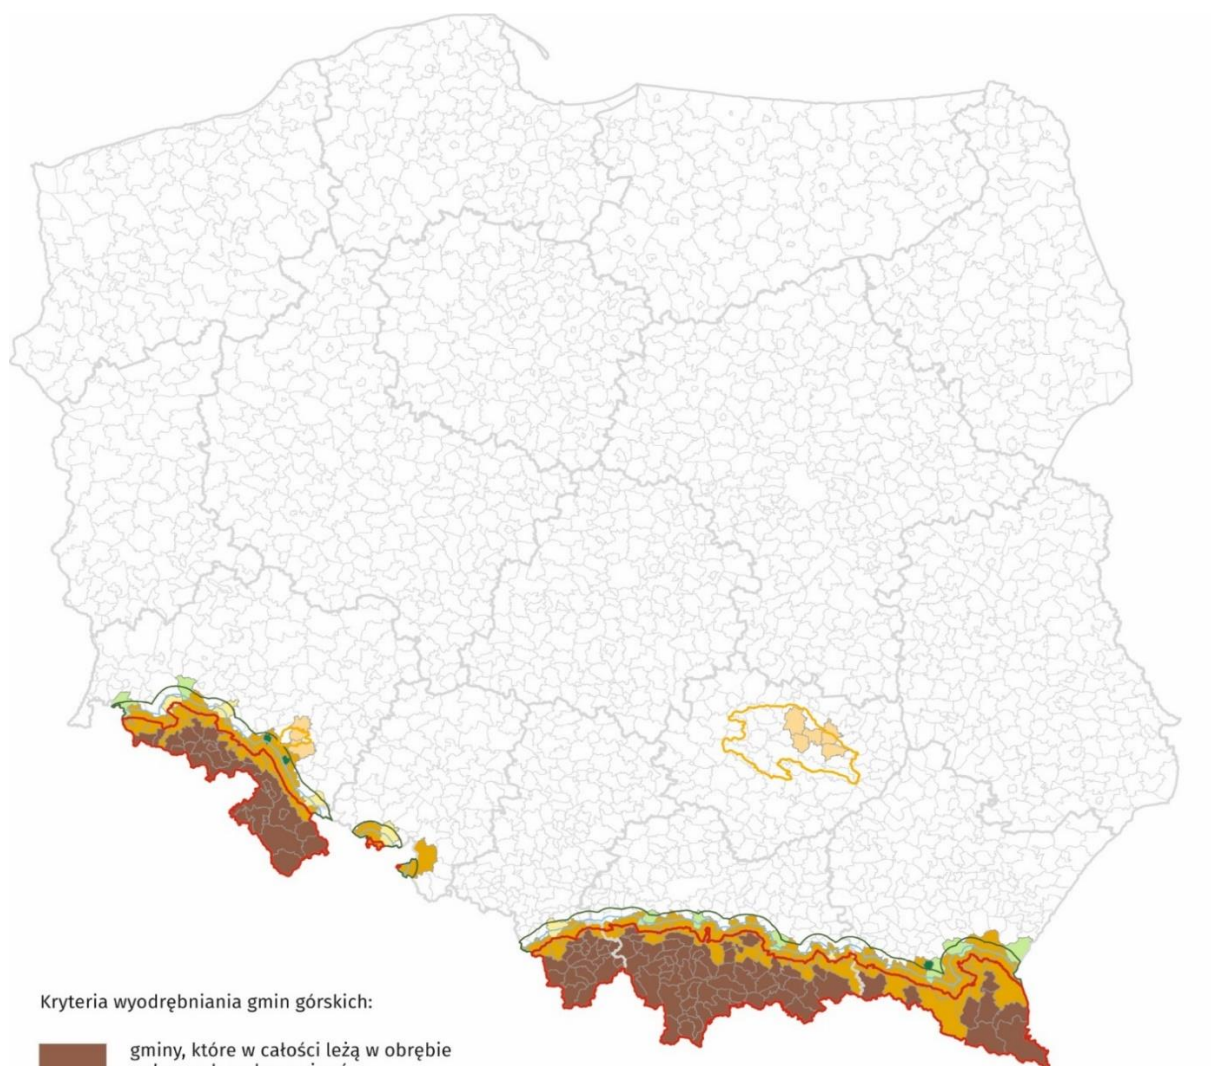 Kryteria wyodrębniania gmin górskich:
gminy, które w całości leżą w obrębie